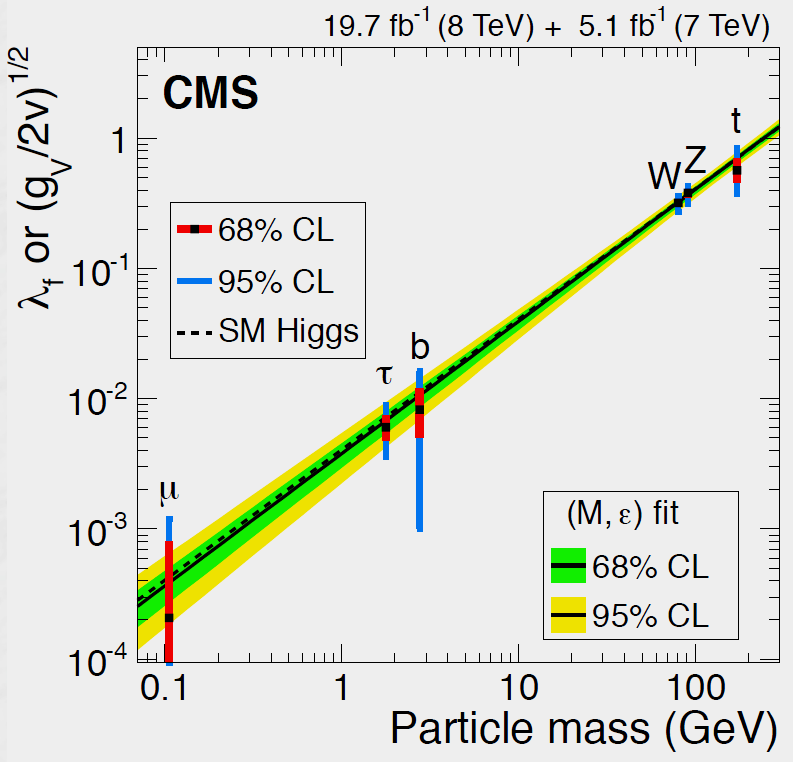 19.7 fb⁻¹ (8 TeV) + 5.1 fb⁻¹ (7 TeV)
CMS
λf or (gV/2v)^1/2
68% CL
95% CL
SM Higgs
1
10⁻¹
10⁻²
10⁻³
10⁻⁴
μ
τ
b
W
Z
t
(M, ε) fit
68% CL
95% CL
0.1 1 10 100
Particle mass (GeV)